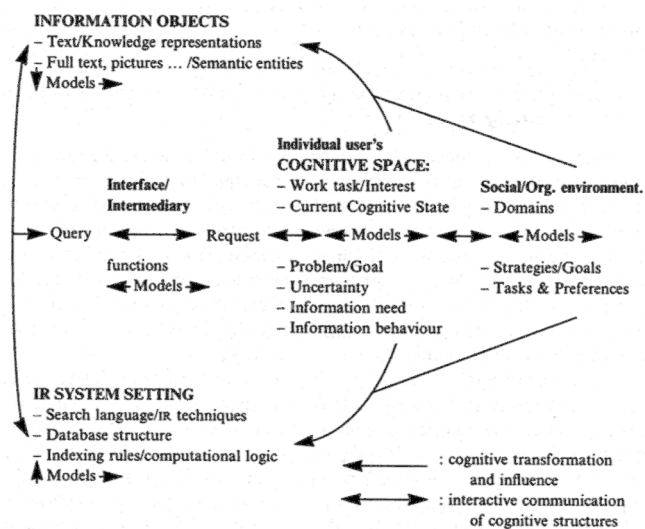 INFORMATION OBJECTS
– Text/Knowledge representations
– Full text, pictures ... /Semantic entities
Models
Individual user's
COGNITIVE SPACE:
– Work task/Interest
– Current Cognitive State
Interface/
Intermediary
Social/Org. environment.
– Domains
Query
Request
Models
Models
functions
Models
– Problem/Goal
– Uncertainty
– Information need
– Information behaviour
– Strategies/Goals
– Tasks & Preferences
IR SYSTEM SETTING
– Search language/IR techniques
– Database structure
– Indexing rules/computational logic
Models
: cognitive transformation
and influence
: interactive communication
of cognitive structures